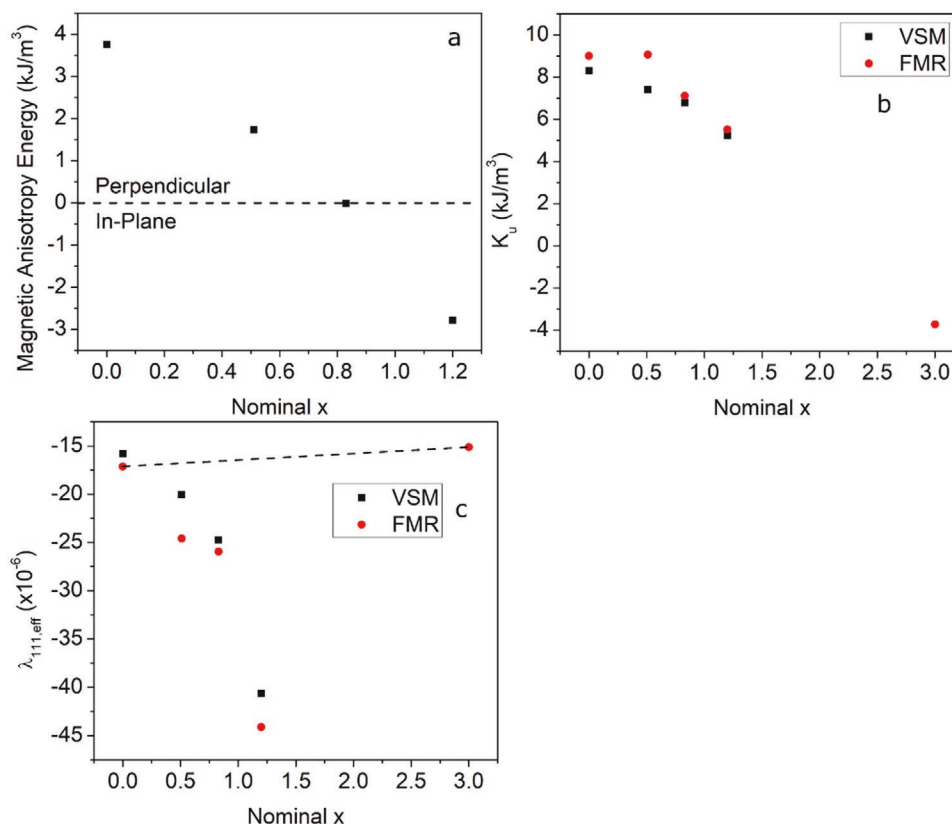 a
Magnetic Anisotropy Energy (kJ/m³)
4
3
2
1
0
-1
-2
-3
Perpendicular
In-Plane
0.0 0.2 0.4 0.6 0.8 1.0 1.2
Nominal x
b
VSM
FMR
K_u (kJ/m³)
10
8
6
4
2
0
-2
-4
0.0 0.5 1.0 1.5 2.0 2.5 3.0
Nominal x
c
VSM
FMR
λ_111,eff (x10⁻⁶)
-15
-20
-25
-30
-35
-40
-45
0.0 0.5 1.0 1.5 2.0 2.5 3.0
Nominal x